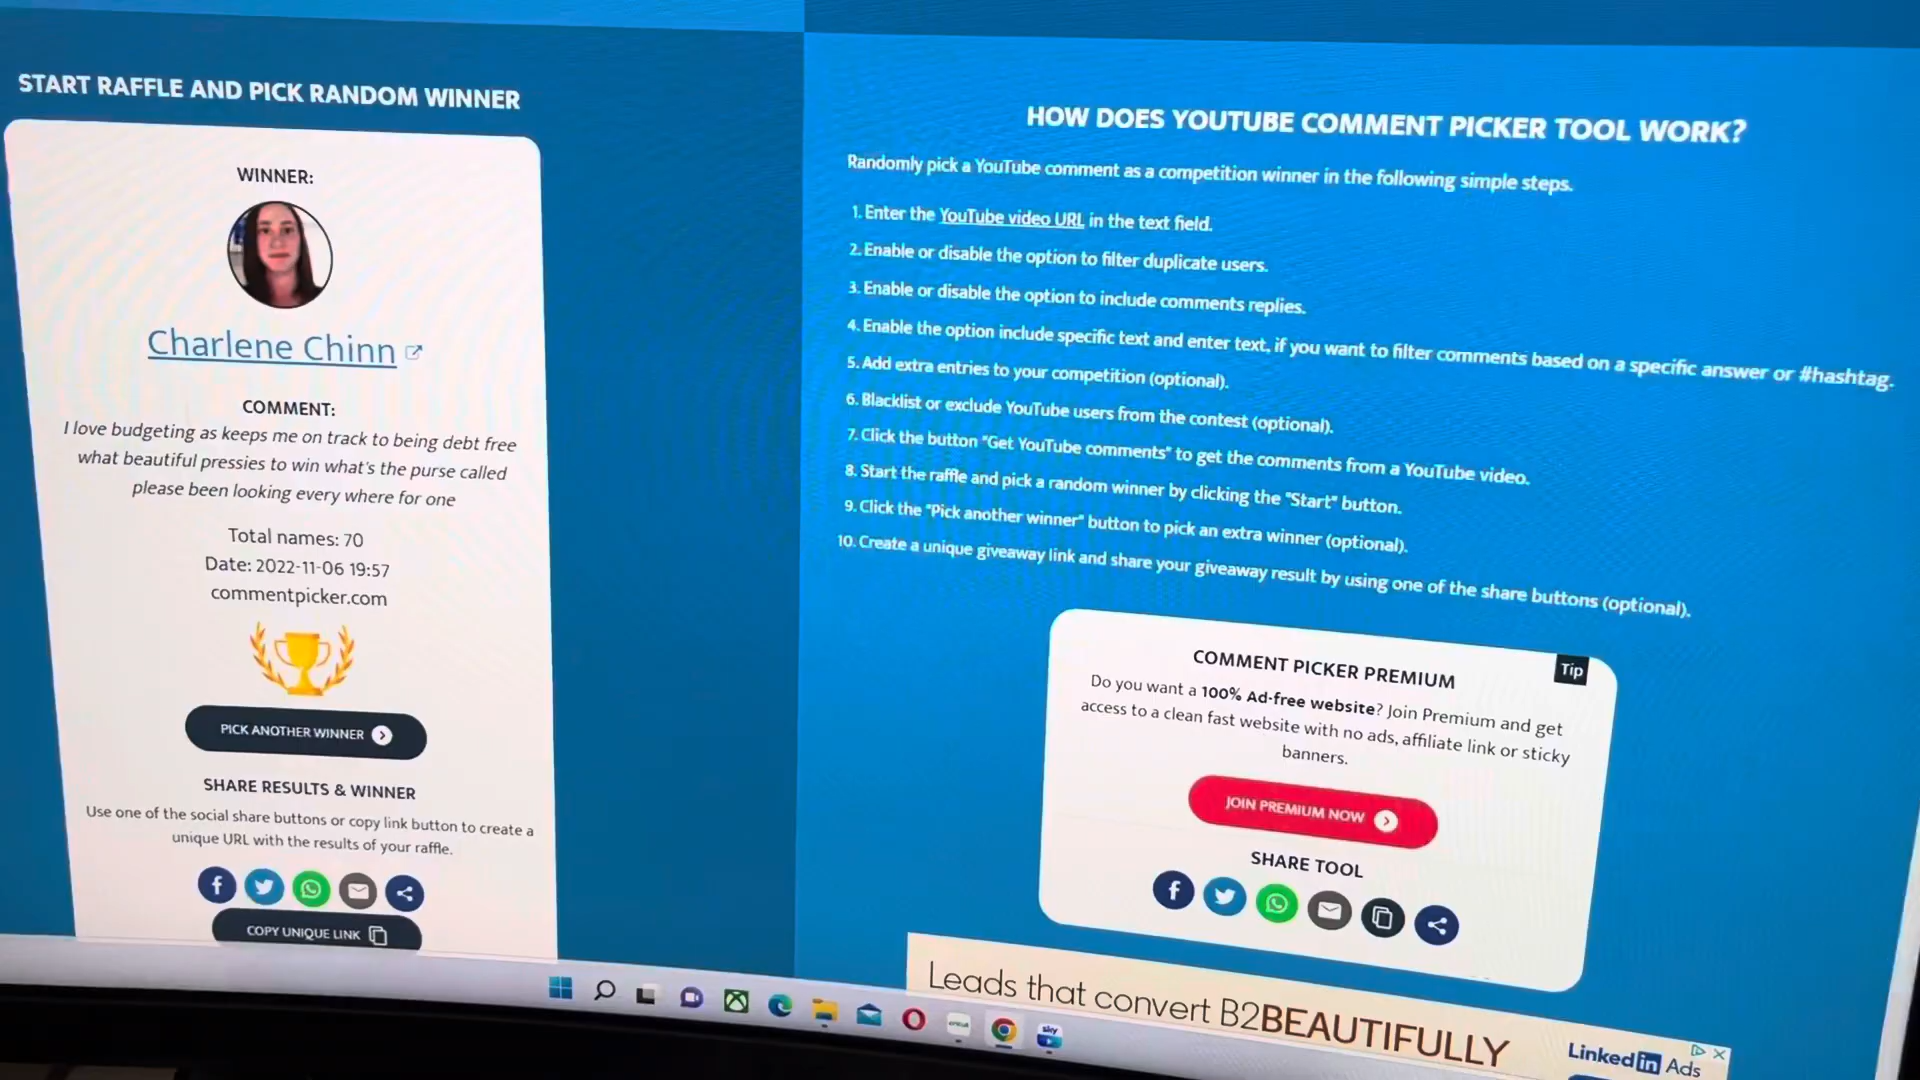 START RAFFLE AND PICK RANDOM WINNER
WINNER:
Charlene Chinn
COMMENT:
I love budgeting as keeps me on track to being debt free
what beautiful pressies to win what's the purse called
please been looking every where for one
Total names: 70
Date: 2022-11-06 19:57
commentpicker.com
PICK ANOTHER WINNER
SHARE RESULTS & WINNER
Use one of the social share buttons or copy link button to create a
unique URL with the results of your raffle.
COPY UNIQUE LINK
HOW DOES YOUTUBE COMMENT PICKER TOOL WORK?
Randomly pick a YouTube comment as a competition winner in the following simple steps.
1. Enter the YouTube video URL in the text field.
2. Enable or disable the option to filter duplicate users.
3. Enable or disable the option to include comments replies.
4. Enable the option include specific text and enter text, if you want to filter comments based on a specific answer or #hashtag.
5. Add extra entries to your competition (optional).
6. Blacklist or exclude YouTube users from the contest (optional).
7. Click the button "Get YouTube comments" to get the comments from a YouTube video.
8. Start the raffle and pick a random winner by clicking the "Start" button.
9. Click the "Pick another winner" button to pick an extra winner (optional).
10. Create a unique giveaway link and share your giveaway result by using one of the share buttons (optional).
Tip
COMMENT PICKER PREMIUM
Do you want a 100% Ad-free website? Join Premium and get
access to a clean fast website with no ads, affiliate link or sticky
banners.
JOIN PREMIUM NOW
SHARE TOOL
Leads that convert B2BEAUTIFULLY
LinkedIn Ads
sky